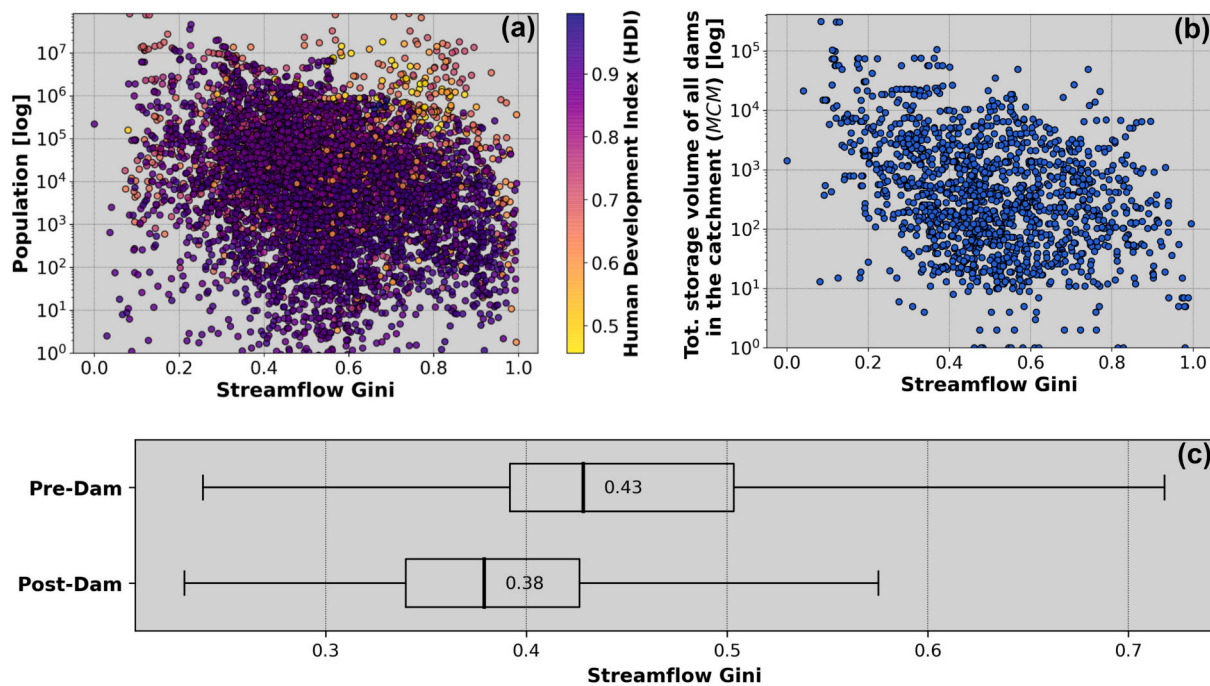 (a)
10⁷
10⁶
10⁵
10⁴
10³
10²
10¹
10⁰
Population [log]
0.0 0.2 0.4 0.6 0.8 1.0
Streamflow Gini
0.9
0.8
0.7
0.6
0.5
Human Development Index (HDI)
(b)
10⁵
10⁴
10³
10²
10¹
10⁰
Tot. storage volume of all dams
in the catchment (MCM) [log]
0.0 0.2 0.4 0.6 0.8 1.0
Streamflow Gini
(c)
Pre-Dam
0.43
Post-Dam
0.38
0.3 0.4 0.5 0.6 0.7
Streamflow Gini